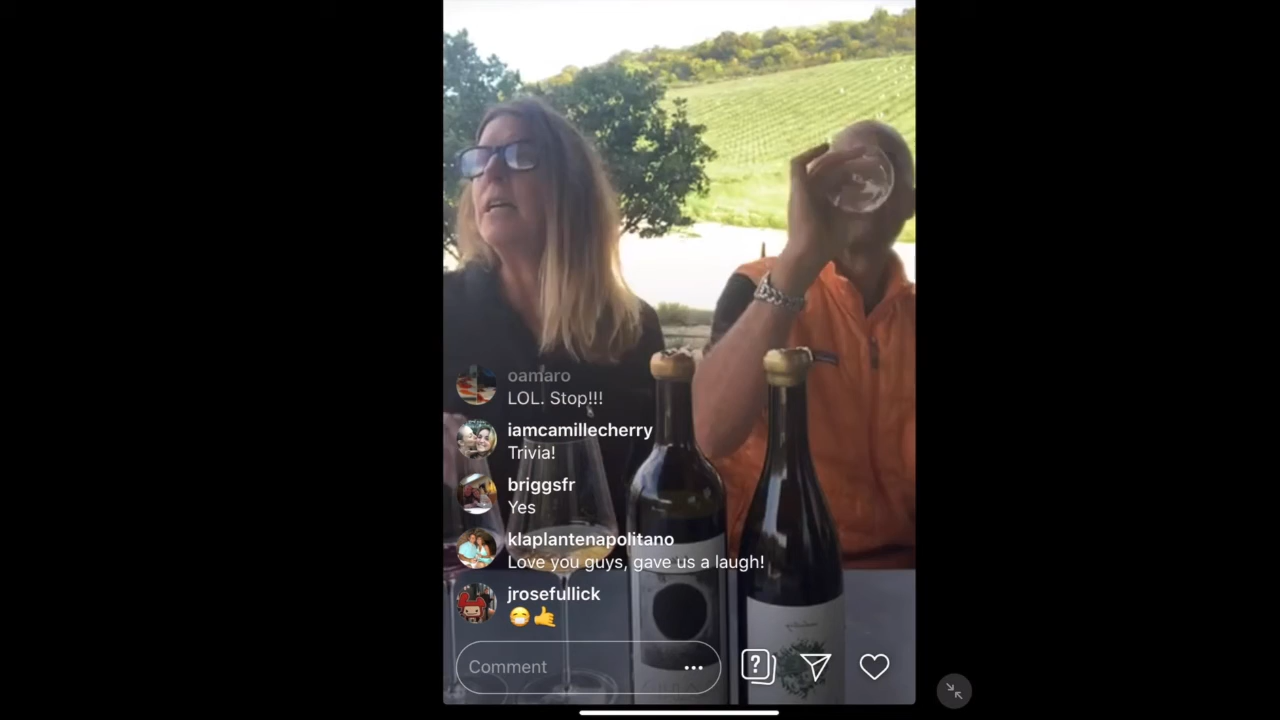 oamaro
LOL. Stop!!!
iamcamillecherry
Trivia!
briggsfr
Yes
klaplantenapolitano
Love you guys, gave us a laugh!
jrosefullick
😷🤙
Comment